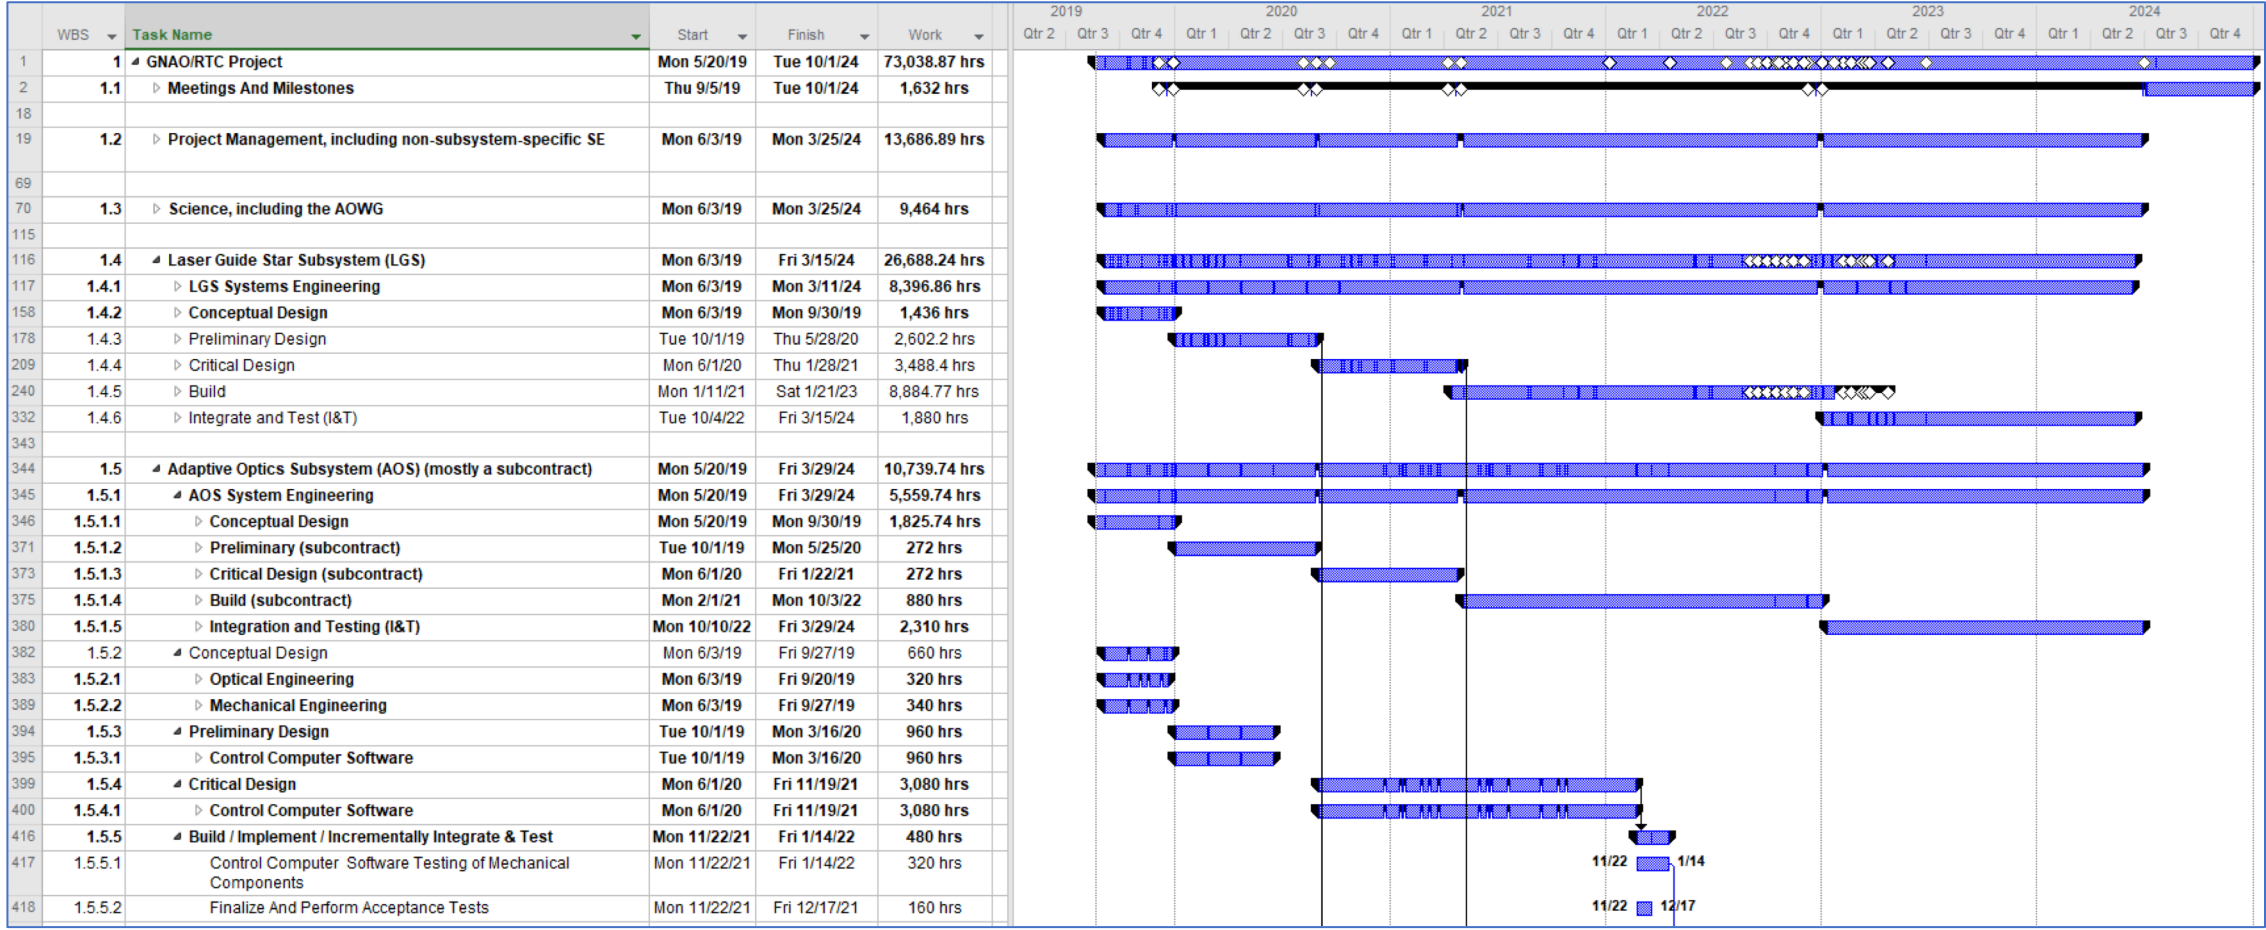 2019 2020 2021 2022 2023 2024
WBS Task Name Start Finish Work Qtr 2 Qtr 3 Qtr 4 Qtr 1 Qtr 2 Qtr 3 Qtr 4 Qtr 1 Qtr 2 Qtr 3 Qtr 4 Qtr 1 Qtr 2 Qtr 3 Qtr 4 Qtr 1 Qtr 2 Qtr 3 Qtr 4 Qtr 1 Qtr 2 Qtr 3 Qtr 4
1 1 GNAO/RTC Project Mon 5/20/19 Tue 10/1/24 73,038.87 hrs
2 1.1 Meetings And Milestones Thu 9/5/19 Tue 10/1/24 1,632 hrs
18
19 1.2 Project Management, including non-subsystem-specific SE Mon 6/3/19 Mon 3/25/24 13,686.89 hrs
69
70 1.3 Science, including the AOWG Mon 6/3/19 Mon 3/25/24 9,464 hrs
115
116 1.4 Laser Guide Star Subsystem (LGS) Mon 6/3/19 Fri 3/15/24 26,688.24 hrs
117 1.4.1 LGS Systems Engineering Mon 6/3/19 Mon 3/11/24 8,396.86 hrs
158 1.4.2 Conceptual Design Mon 6/3/19 Mon 9/30/19 1,436 hrs
178 1.4.3 Preliminary Design Tue 10/1/19 Thu 5/28/20 2,602.2 hrs
209 1.4.4 Critical Design Mon 6/1/20 Thu 1/28/21 3,488.4 hrs
240 1.4.5 Build Mon 1/11/21 Sat 1/21/23 8,884.77 hrs
332 1.4.6 Integrate and Test (I&T) Tue 10/4/22 Fri 3/15/24 1,880 hrs
343
344 1.5 Adaptive Optics Subsystem (AOS) (mostly a subcontract) Mon 5/20/19 Fri 3/29/24 10,739.74 hrs
345 1.5.1 AOS System Engineering Mon 5/20/19 Fri 3/29/24 5,559.74 hrs
346 1.5.1.1 Conceptual Design Mon 5/20/19 Mon 9/30/19 1,825.74 hrs
371 1.5.1.2 Preliminary (subcontract) Tue 10/1/19 Mon 5/25/20 272 hrs
373 1.5.1.3 Critical Design (subcontract) Mon 6/1/20 Fri 1/22/21 272 hrs
375 1.5.1.4 Build (subcontract) Mon 2/1/21 Mon 10/3/22 880 hrs
380 1.5.1.5 Integration and Testing (I&T) Mon 10/10/22 Fri 3/29/24 2,310 hrs
382 1.5.2 Conceptual Design Mon 6/3/19 Fri 9/27/19 660 hrs
383 1.5.2.1 Optical Engineering Mon 6/3/19 Fri 9/20/19 320 hrs
389 1.5.2.2 Mechanical Engineering Mon 6/3/19 Fri 9/27/19 340 hrs
394 1.5.3 Preliminary Design Tue 10/1/19 Mon 3/16/20 960 hrs
395 1.5.3.1 Control Computer Software Tue 10/1/19 Mon 3/16/20 960 hrs
399 1.5.4 Critical Design Mon 6/1/20 Fri 11/19/21 3,080 hrs
400 1.5.4.1 Control Computer Software Mon 6/1/20 Fri 11/19/21 3,080 hrs
416 1.5.5 Build / Implement / Incrementally Integrate & Test Mon 11/22/21 Fri 1/14/22 480 hrs
417 1.5.5.1 Control Computer Software Testing of Mechanical Mon 11/22/21 Fri 1/14/22 320 hrs 11/22 1/14
Components
418 1.5.5.2 Finalize And Perform Acceptance Tests Mon 11/22/21 Fri 12/17/21 160 hrs 11/22 12/17